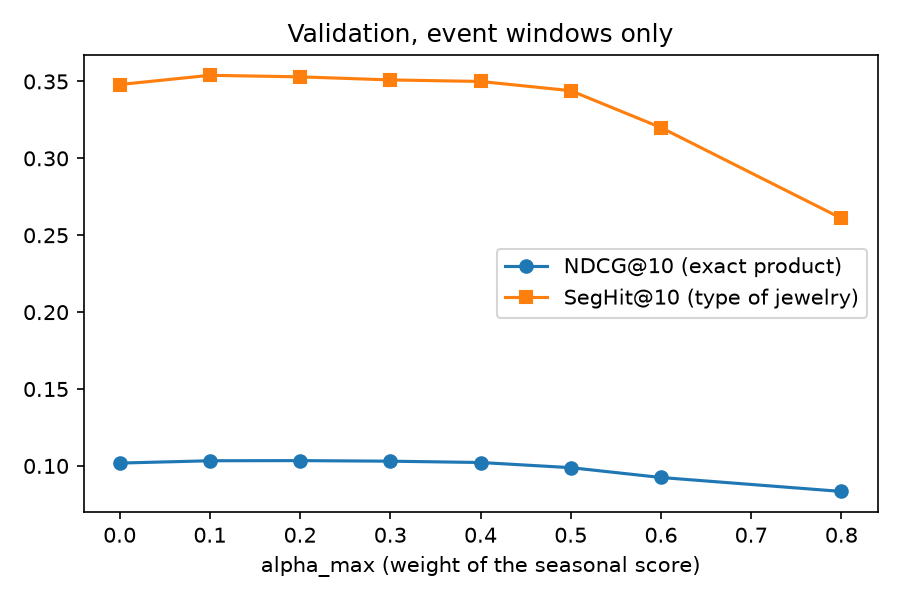 Validation, event windows only
0.35
0.30
0.25
0.20
0.15
0.10
NDCG@10 (exact product)
SegHit@10 (type of jewelry)
0.0 0.1 0.2 0.3 0.4 0.5 0.6 0.7 0.8
alpha_max (weight of the seasonal score)